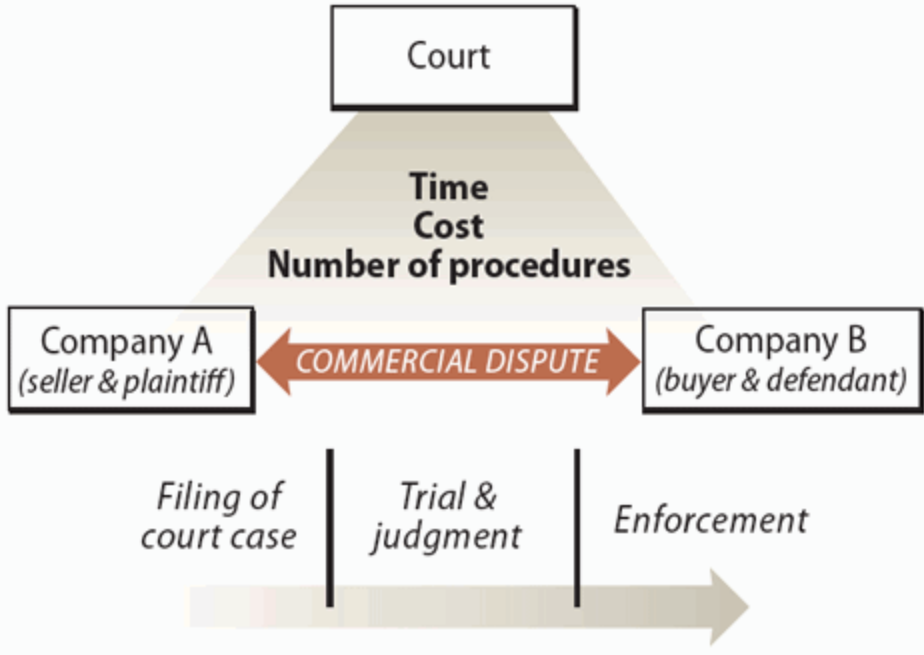 Court
Time
Cost
Number of procedures
Company A
(seller & plaintiff)
COMMERCIAL DISPUTE
Company B
(buyer & defendant)
Filing of
court case
Trial &
judgment
Enforcement